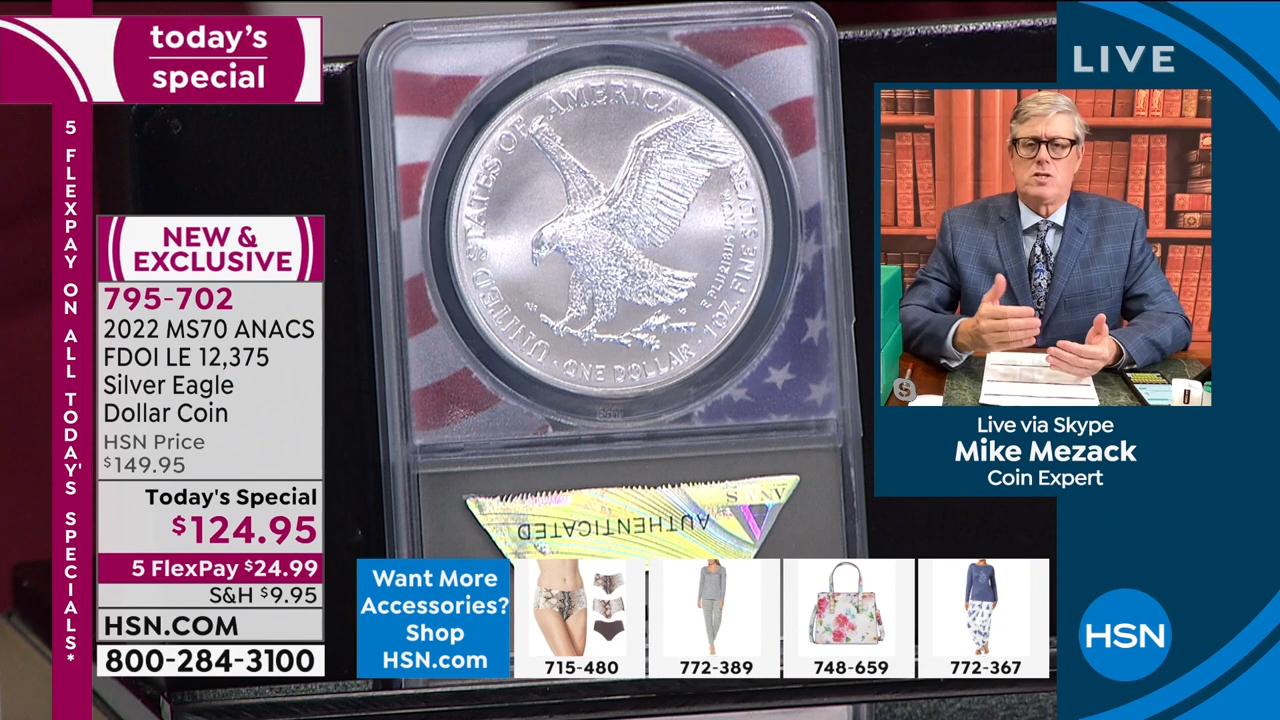 today's
special
5 FLEXPAY ON ALL TODAY'S SPECIALS*
NEW &
EXCLUSIVE
795-702
2022 MS70 ANACS
FDOI LE 12,375
Silver Eagle
Dollar Coin
HSN Price
$149.95
Today's Special
$124.95
5 FlexPay $24.99
S&H $9.95
HSN.COM
800-284-3100
UNITED STATES OF AMERICA
E PLURIBUS UNUM
1 OZ. FINE SILVER · ONE DOLLAR ·
AUTHENTICATED
LIVE
Live via Skype
Mike Mezack
Coin Expert
Want More
Accessories?
Shop
HSN.com
715-480
772-389
748-659
772-367
HSN